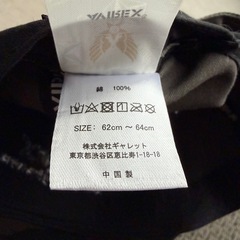 VAIBEX
綿 100%
SIZE: 62cm ~ 64cm
株式会社ギャレット
東京都渋谷区恵比寿1-18-18
中国製